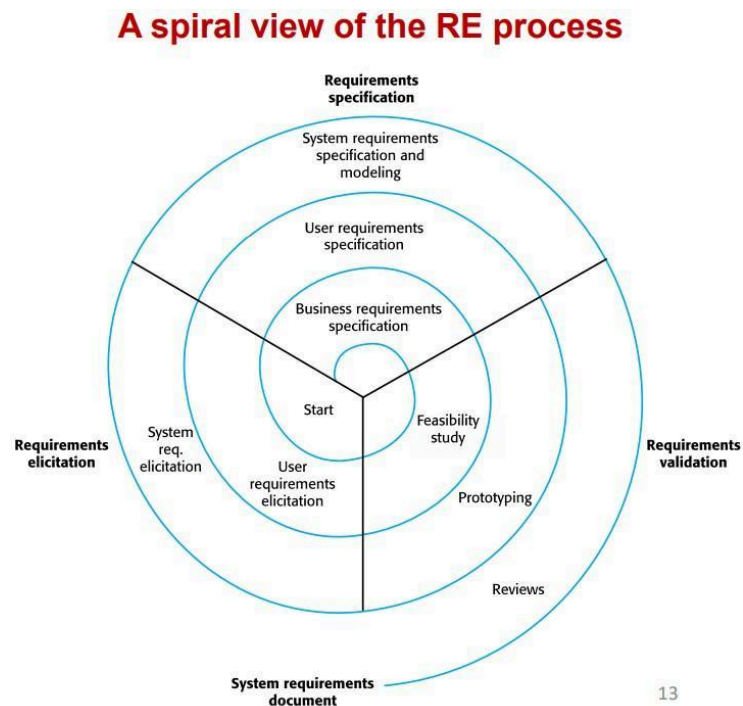 A spiral view of the RE process
Requirements
specification
System requirements
specification and
modeling
User requirements
specification
Business requirements
specification
Start
Feasibility
study
Requirements
elicitation
System
req.
elicitation
User
requirements
elicitation
Requirements
validation
Prototyping
Reviews
System requirements
document
13